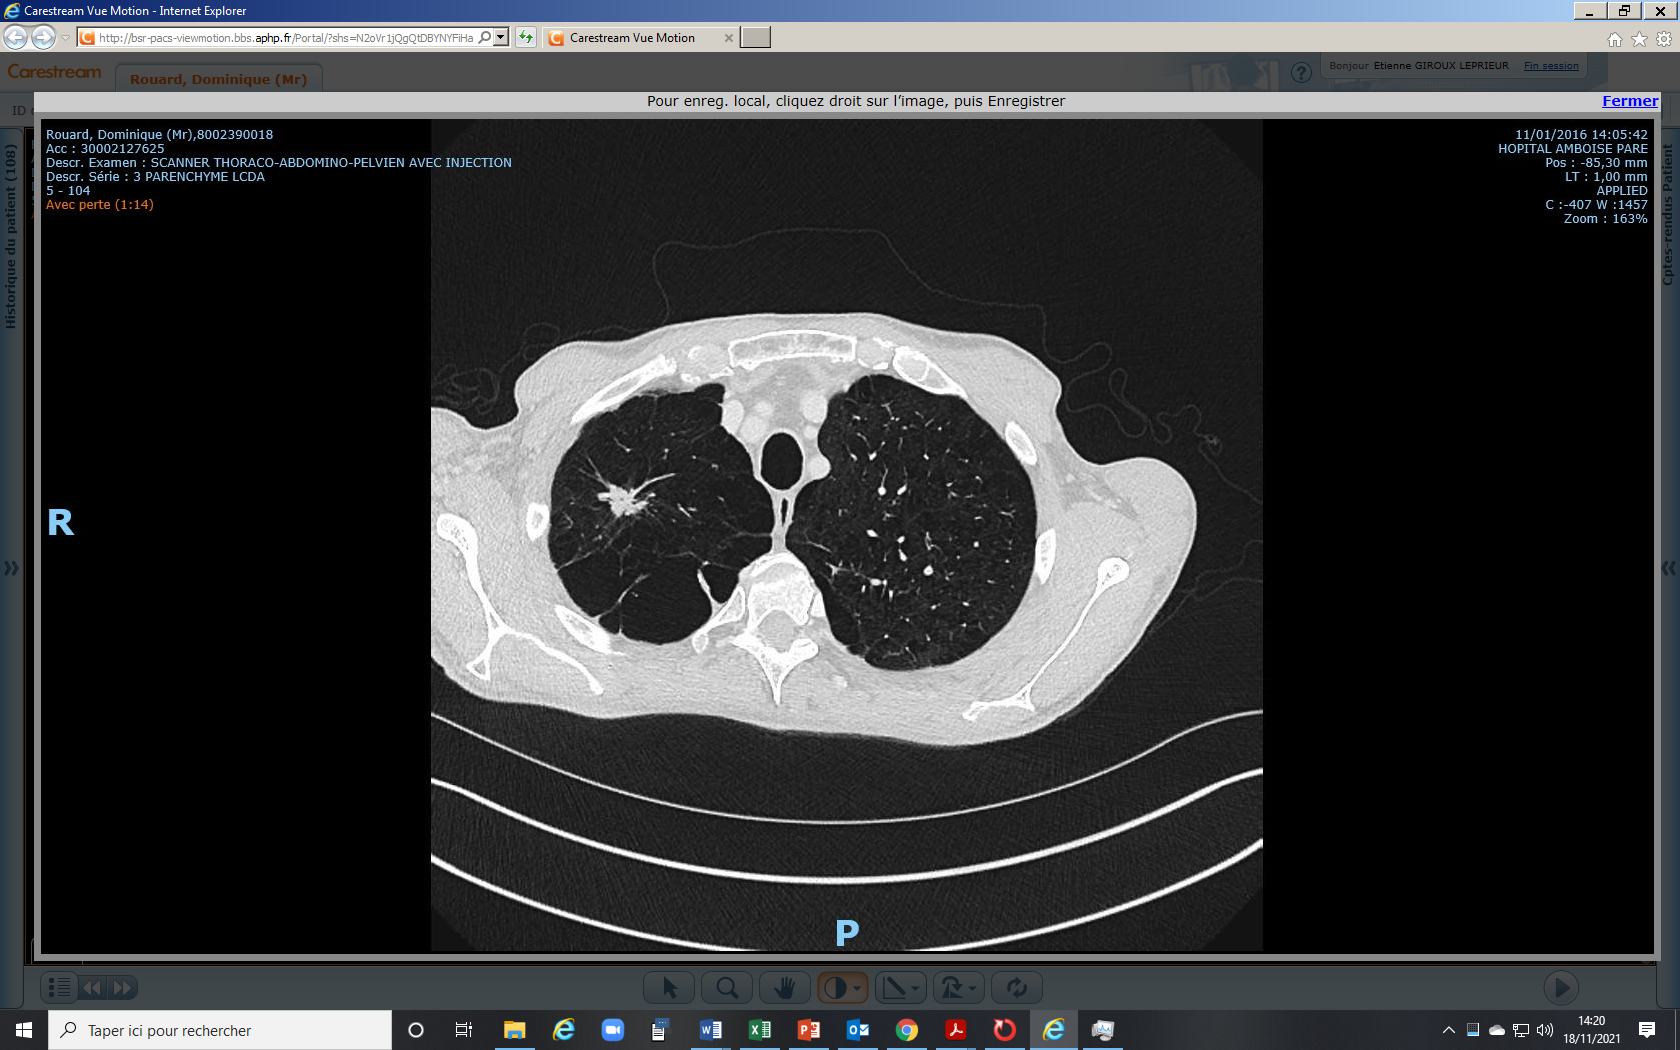 Carestream Vue Motion - Internet Explorer
http://bsr-pacs-viewmotion.bbs.aphp.fr/Portal/?shs=N2oVr1jQgQtDBYNYFiHa
Carestream Vue Motion
Carestream
Rouard, Dominique (Mr)
Bonjour Etienne GIROUX LEPRIEUR Fin session
ID
Pour enreg. local, cliquez droit sur l'image, puis Enregistrer
Fermer
Historique du patient (108)
Cptes-rendus Patient
Rouard, Dominique (Mr),8002390018
Acc : 30002127625
Descr. Examen : SCANNER THORACO-ABDOMINO-PELVIEN AVEC INJECTION
Descr. Série : 3 PARENCHYME LCDA
5 - 104
Avec perte (1:14)
11/01/2016 14:05:42
HOPITAL AMBOISE PARE
Pos : -85,30 mm
LT : 1,00 mm
APPLIED
C :-407 W :1457
Zoom : 163%
R
P
Taper ici pour rechercher
14:20
18/11/2021